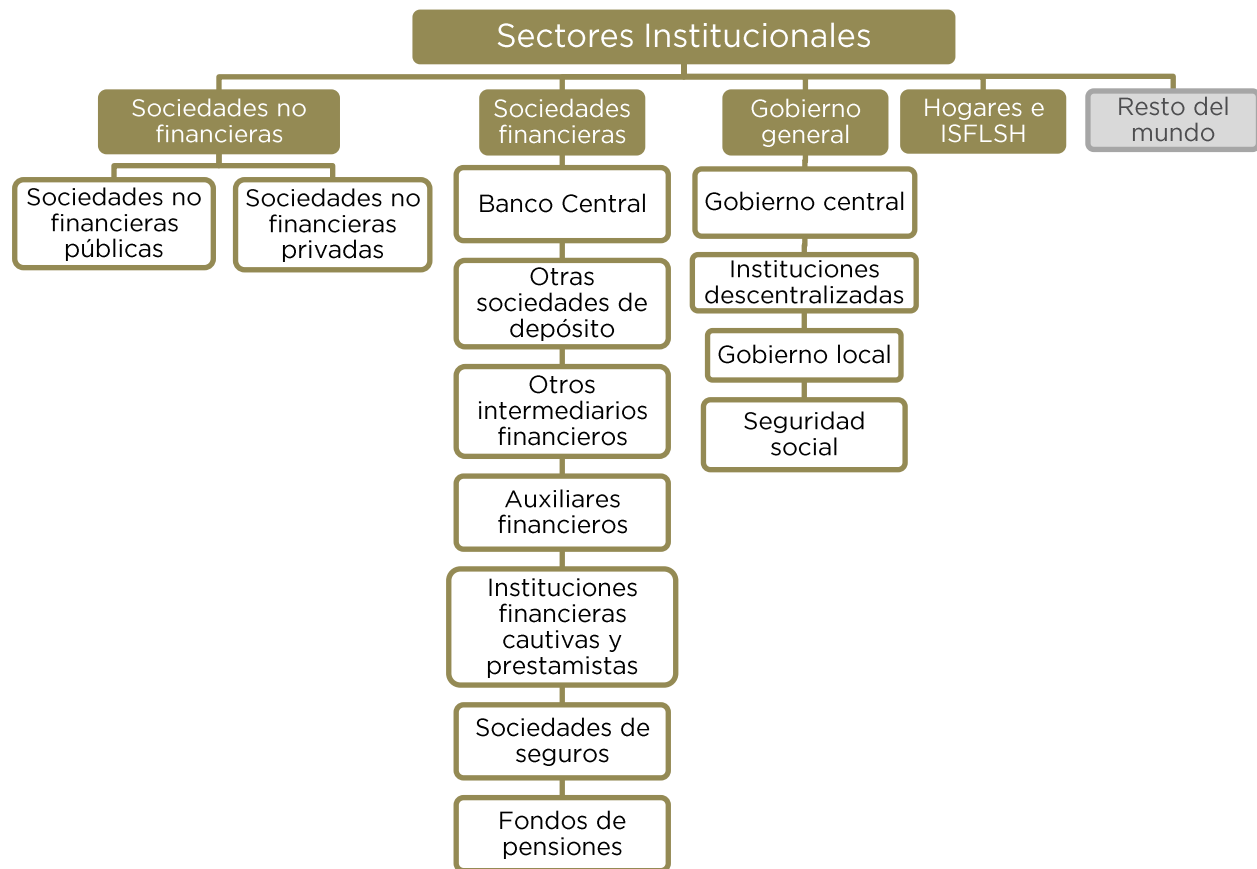 Sectores Institucionales
Sociedades no
financieras
Sociedades no
financieras
públicas
Sociedades no
financieras
privadas
Sociedades
financieras
Banco Central
Otras
sociedades de
depósito
Otros
intermediarios
financieros
Auxiliares
financieros
Instituciones
financieras
cautivas y
prestamistas
Sociedades de
seguros
Fondos de
pensiones
Gobierno
general
Gobierno central
Instituciones
descentralizadas
Gobierno local
Seguridad
social
Hogares e
ISFLSH
Resto del
mundo